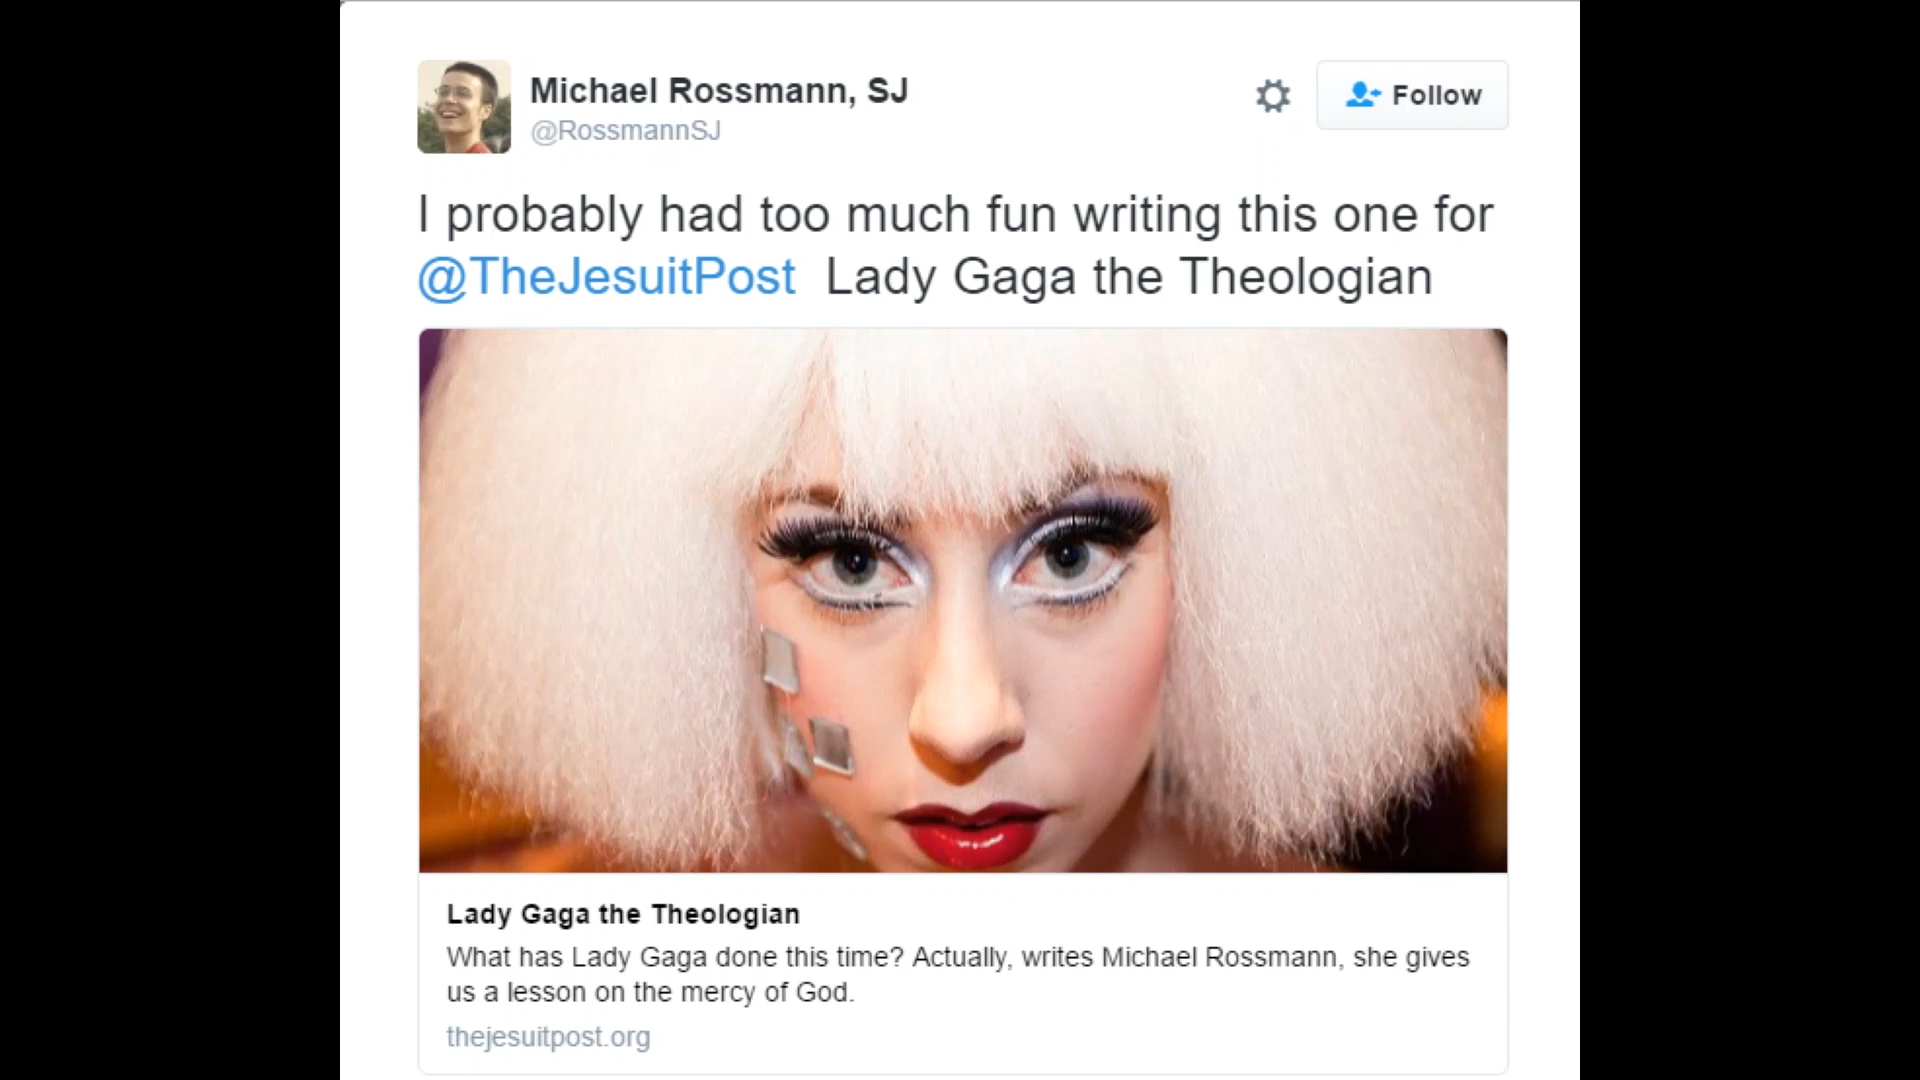 Michael Rossmann, SJ
@RossmannSJ
Follow
I probably had too much fun writing this one for
@TheJesuitPost Lady Gaga the Theologian
Lady Gaga the Theologian
What has Lady Gaga done this time? Actually, writes Michael Rossmann, she gives
us a lesson on the mercy of God.
thejesuitpost.org